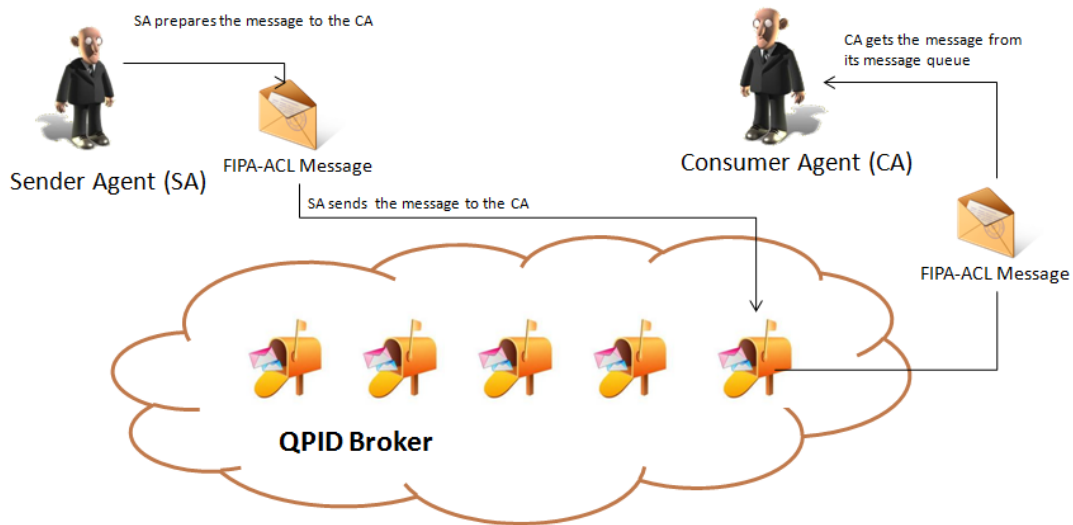 SA prepares the message to the CA
CA gets the message from
its message queue
FIPA-ACL Message
Sender Agent (SA)
Consumer Agent (CA)
SA sends the message to the CA
FIPA-ACL Message
QPID Broker